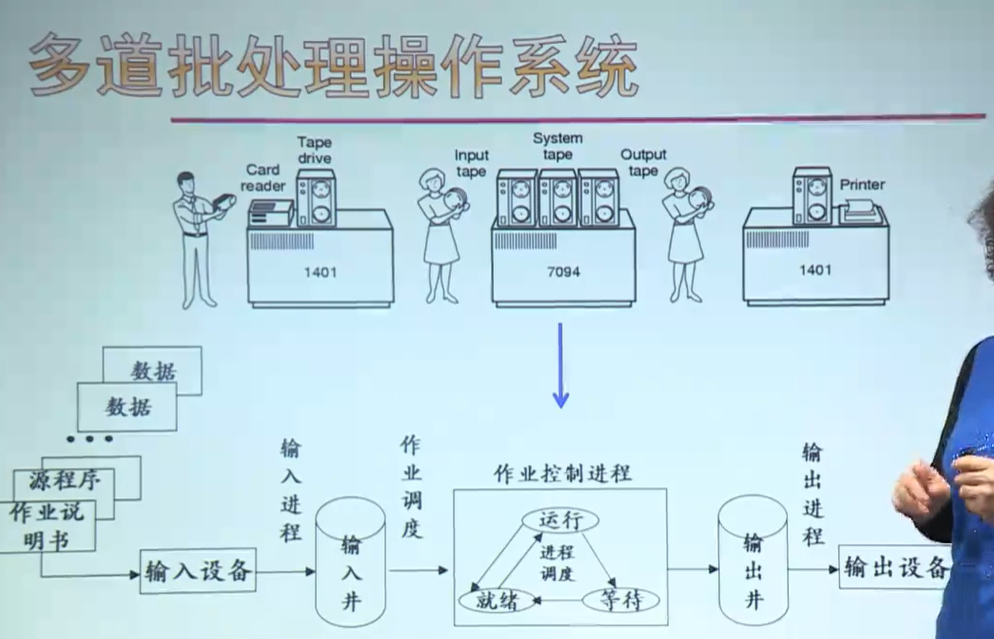 多道批处理操作系统
Tape
drive
Card
reader
Input
tape
System
tape
Output
tape
Printer
1401
7094
1401
数据
数据
源程序
作业说
明书
输入设备
输入进程
输入井
作业调度
作业控制进程
运行
进程
调度
就绪
等待
输出井
输出进程
输出设备